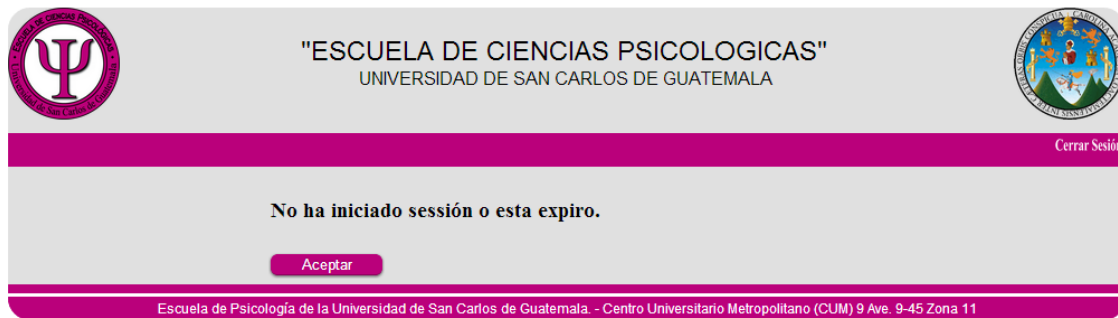 "ESCUELA DE CIENCIAS PSICOLOGICAS"
UNIVERSIDAD DE SAN CARLOS DE GUATEMALA
Cerrar Sesión
No ha iniciado sessión o esta expiro.
Aceptar
Escuela de Psicología de la Universidad de San Carlos de Guatemala. - Centro Universitario Metropolitano (CUM) 9 Ave. 9-45 Zona 11